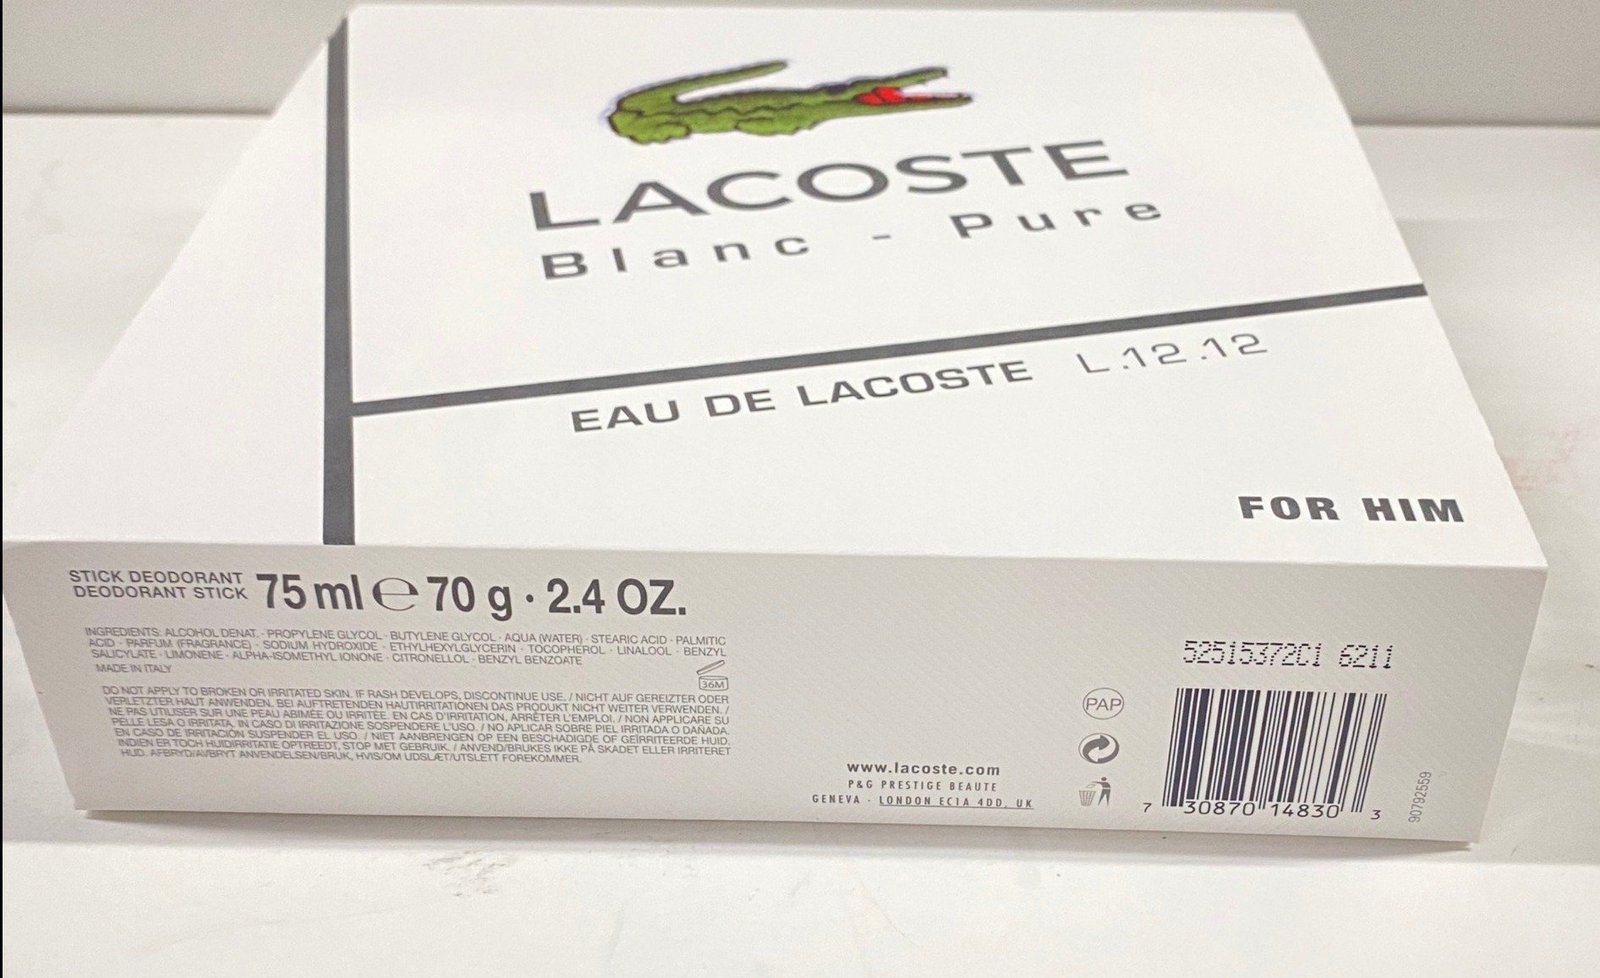 LACOSTE
Blanc - Pure
EAU DE LACOSTE L.12.12
FOR HIM
STICK DEODORANT
DEODORANT STICK
75 ml ℮ 70 g · 2.4 OZ.
INGREDIENTS: ALCOHOL DENAT. · PROPYLENE GLYCOL · BUTYLENE GLYCOL · AQUA (WATER) · STEARIC ACID · PALMITIC
ACID · PARFUM (FRAGRANCE) · SODIUM HYDROXIDE · ETHYLHEXYLGLYCERIN · TOCOPHEROL · LINALOOL · BENZYL
SALICYLATE · LIMONENE · ALPHA-ISOMETHYL IONONE · CITRONELLOL · BENZYL BENZOATE
MADE IN ITALY
36M
DO NOT APPLY TO BROKEN OR IRRITATED SKIN. IF RASH DEVELOPS, DISCONTINUE USE. / NICHT AUF GEREIZTER ODER
VERLETZTER HAUT ANWENDEN. BEI AUFTRETENDEN HAUTIRRITATIONEN DAS PRODUKT NICHT WEITER VERWENDEN. /
NE PAS UTILISER SUR UNE PEAU ABIMÉE OU IRRITÉE. EN CAS D'IRRITATION, ARRÊTER L'EMPLOI. / NON APPLICARE SU
PELLE LESA O IRRITATA. IN CASO DI IRRITAZIONE SOSPENDERE L'USO. / NO APLICAR SOBRE PIEL IRRITADA O DAÑADA.
EN CASO DE IRRITACIÓN SUSPENDER EL USO. / NIET AANBRENGEN OP EEN BESCHADIGDE OF GEÏRRITEERDE HUID.
INDIEN ER TOCH HUIDIRRITATIE OPTREEDT, STOP MET GEBRUIK. / ANVEND/BRUKES IKKE PÅ SKADET ELLER IRRITERET
HUD. AFBRYD/AVBRYT ANVENDELSEN/BRUK, HVIS/OM UDSLÆT/UTSLETT FOREKOMMER.
www.lacoste.com
P&G PRESTIGE BEAUTE
GENEVA · LONDON EC1A 4DD, UK
PAP
52515372C1 6211
7 30870 14830 3
90792559